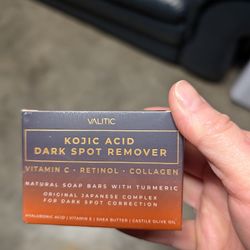 VALITIC
KOJIC ACID
DARK SPOT REMOVER
VITAMIN C • RETINOL • COLLAGEN
NATURAL SOAP BARS WITH TURMERIC
ORIGINAL JAPANESE COMPLEX
FOR DARK SPOT CORRECTION
HYALURONIC ACID | VITAMIN E | SHEA BUTTER | CASTILE OLIVE OIL